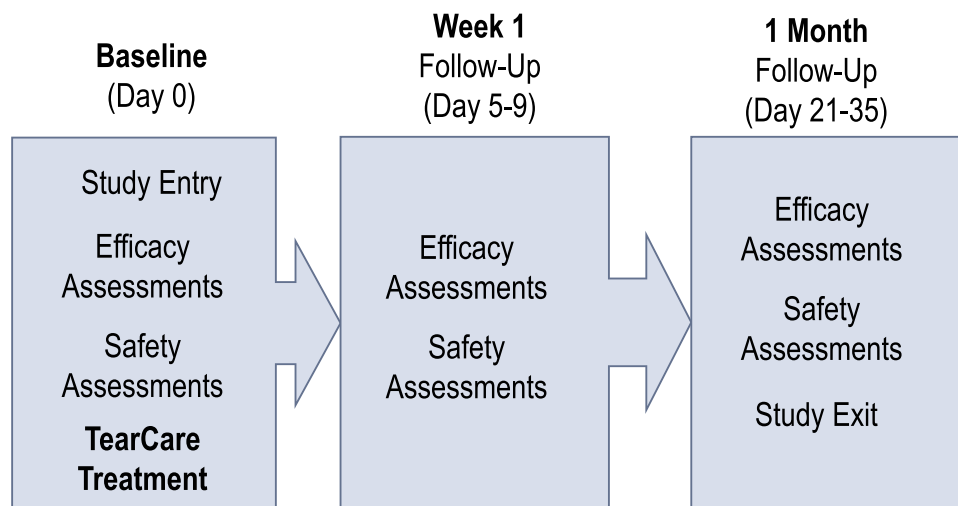 Baseline
(Day 0)
Study Entry
Efficacy
Assessments
Safety
Assessments
TearCare
Treatment
Week 1
Follow-Up
(Day 5-9)
Efficacy
Assessments
Safety
Assessments
1 Month
Follow-Up
(Day 21-35)
Efficacy
Assessments
Safety
Assessments
Study Exit